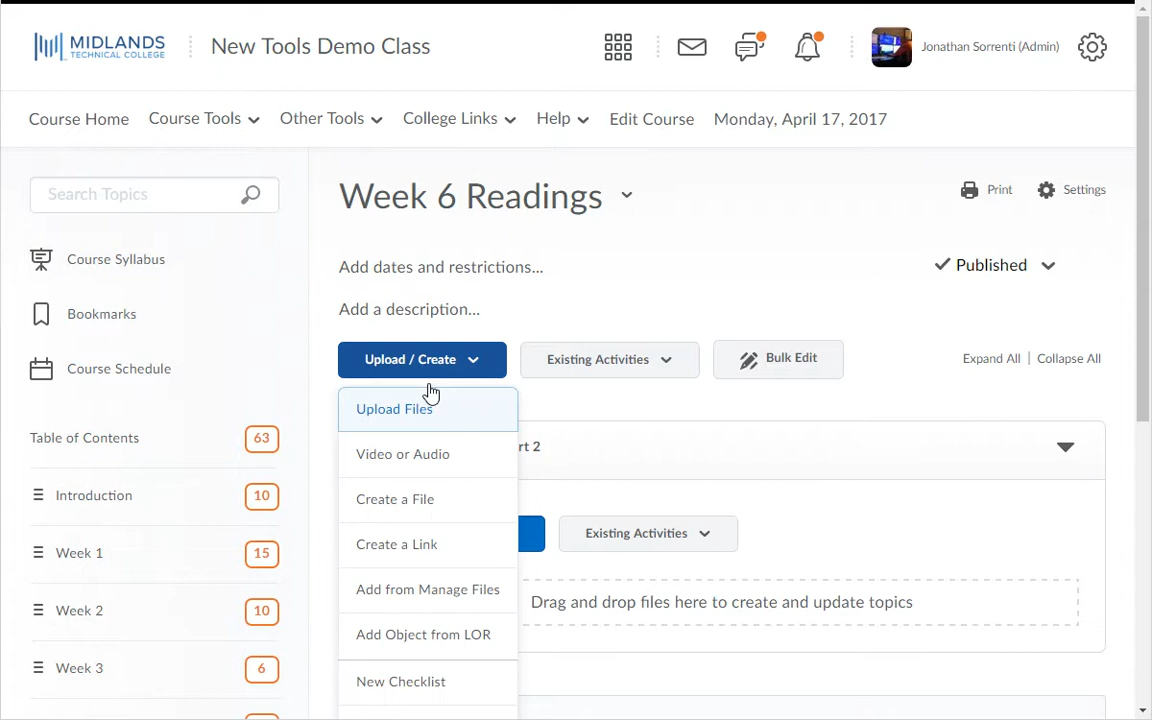 MIDLANDS
TECHNICAL COLLEGE
New Tools Demo Class
Jonathan Sorrenti (Admin)
Course Home
Course Tools
Other Tools
College Links
Help
Edit Course
Monday, April 17, 2017
Search Topics
Course Syllabus
Bookmarks
Course Schedule
Table of Contents
63
Introduction
10
Week 1
15
Week 2
10
Week 3
6
Week 6 Readings
Print
Settings
Add dates and restrictions...
Published
Add a description...
Upload / Create
Existing Activities
Bulk Edit
Expand All
Collapse All
Upload Files
Video or Audio
Create a File
Create a Link
Add from Manage Files
Add Object from LOR
New Checklist
rt 2
Existing Activities
Drag and drop files here to create and update topics